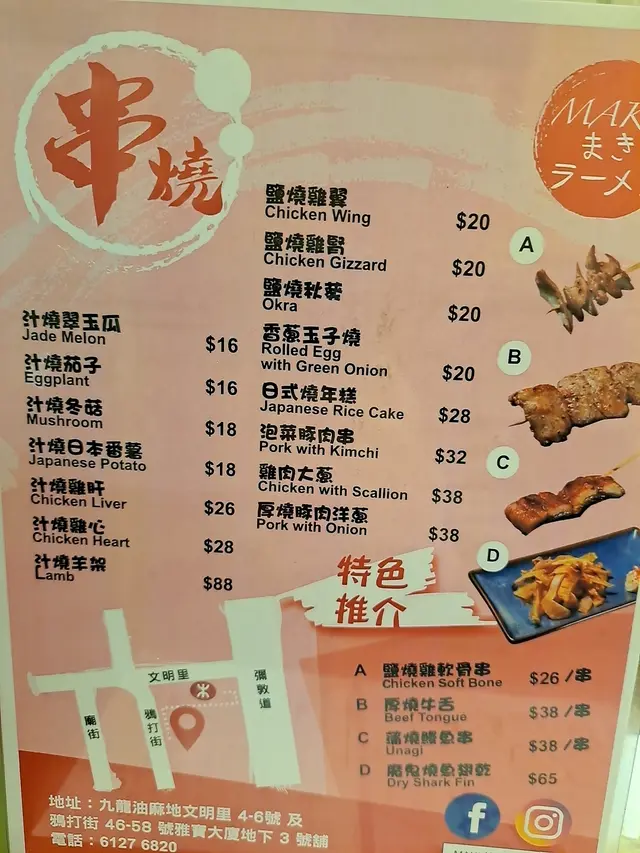 串燒
MAK
まき
ラーメ
鹽燒雞翼
Chicken Wing $20
鹽燒雞腎
Chicken Gizzard $20
鹽燒秋葵
Okra $20
香蔥玉子燒
Rolled Egg
with Green Onion $20
日式燒年糕
Japanese Rice Cake $28
泡菜豚肉串
Pork with Kimchi $32
雞肉大蔥
Chicken with Scallion $38
厚燒豚肉洋蔥
Pork with Onion $38
汁燒翠玉瓜
Jade Melon $16
汁燒茄子
Eggplant $16
汁燒冬菇
Mushroom $18
汁燒日本番薯
Japanese Potato $18
汁燒雞肝
Chicken Liver $26
汁燒雞心
Chicken Heart $28
汁燒羊架
Lamb $88
A
B
C
D
特色
推介
A 鹽燒雞軟骨串 $26 /串
Chicken Soft Bone
B 厚燒牛舌 $38 /串
Beef Tongue
C 蒲燒鰻魚串 $38 /串
Unagi
D 魔鬼燒魚翅乾 $65
Dry Shark Fin
文明里
彌敦道
廟街
鴉打街
地址：九龍油麻地文明里 4-6號 及
鴉打街 46-58 號雅寶大廈地下 3 號舖
電話：6127 6820